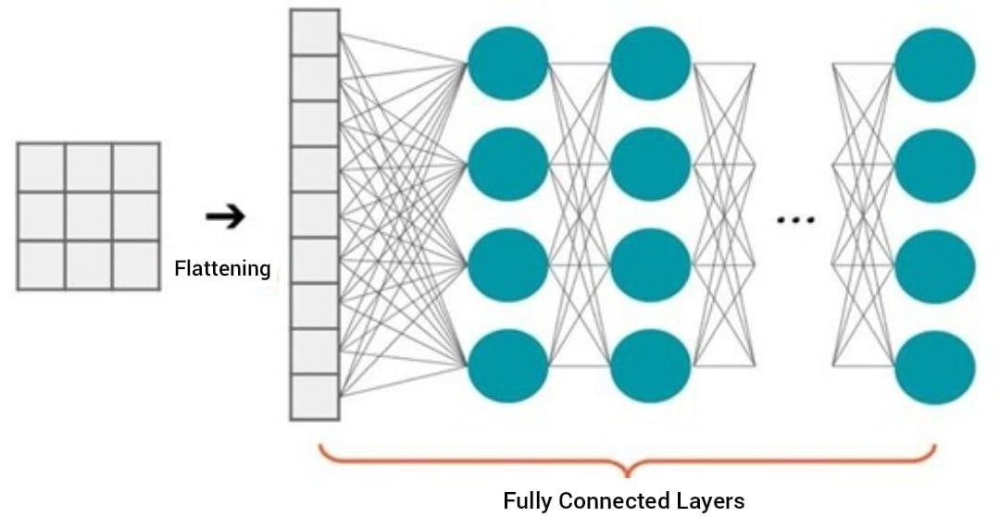 Flattening
...
Fully Connected Layers